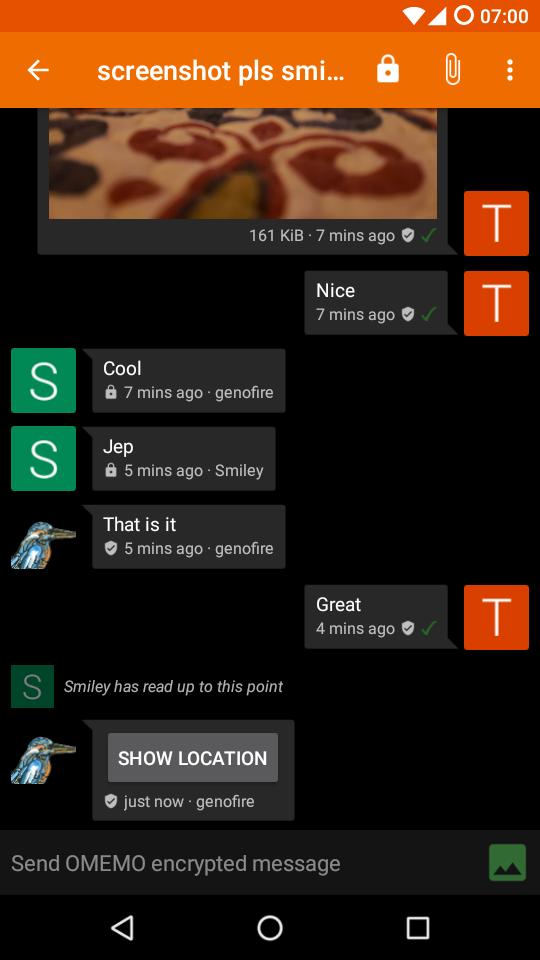 07:00
screenshot pls smi...
161 KiB · 7 mins ago
T
Nice
7 mins ago
T
S
Cool
7 mins ago · genofire
S
Jep
5 mins ago · Smiley
That is it
5 mins ago · genofire
Great
4 mins ago
T
S
Smiley has read up to this point
SHOW LOCATION
just now · genofire
Send OMEMO encrypted message